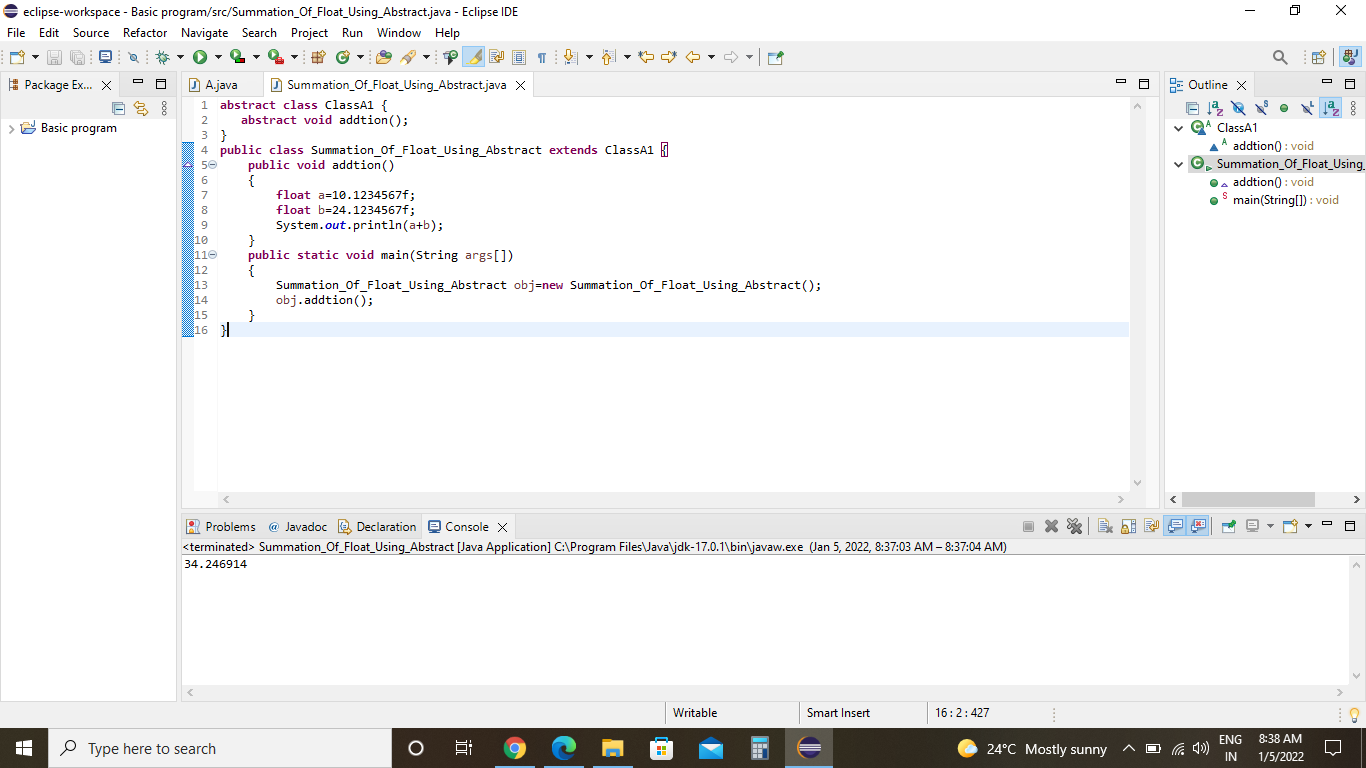 eclipse-workspace - Basic program/src/Summation_Of_Float_Using_Abstract.java - Eclipse IDE
File Edit Source Refactor Navigate Search Project Run Window Help
Package Ex...
Basic program
A.java
Summation_Of_Float_Using_Abstract.java
1 abstract class ClassA1 {
2 abstract void addtion();
3 }
4 public class Summation_Of_Float_Using_Abstract extends ClassA1 {
5 public void addtion()
6 {
7 float a=10.1234567f;
8 float b=24.1234567f;
9 System.out.println(a+b);
10 }
11 public static void main(String args[])
12 {
13 Summation_Of_Float_Using_Abstract obj=new Summation_Of_Float_Using_Abstract();
14 obj.addtion();
15 }
16 }
Outline
ClassA1
addtion() : void
Summation_Of_Float_Using_
addtion() : void
main(String[]) : void
Problems Javadoc Declaration Console
<terminated> Summation_Of_Float_Using_Abstract [Java Application] C:\Program Files\Java\jdk-17.0.1\bin\javaw.exe (Jan 5, 2022, 8:37:03 AM – 8:37:04 AM)
34.246914
Writable Smart Insert 16 : 2 : 427
Type here to search
24°C Mostly sunny
ENG
IN
8:38 AM
1/5/2022